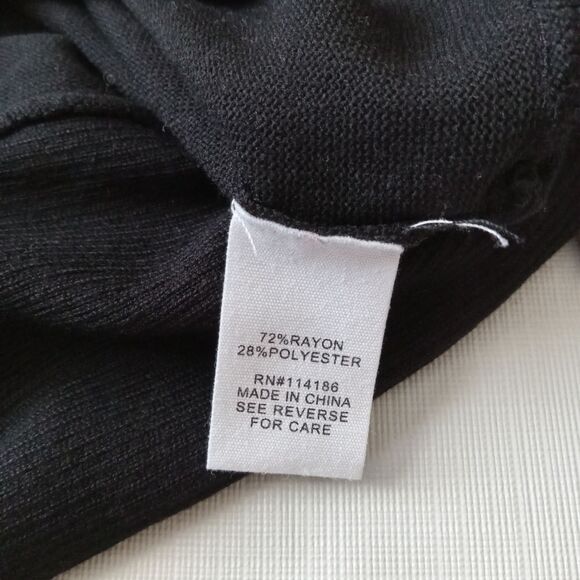 72%RAYON
28%POLYESTER
RN#114186
MADE IN CHINA
SEE REVERSE
FOR CARE